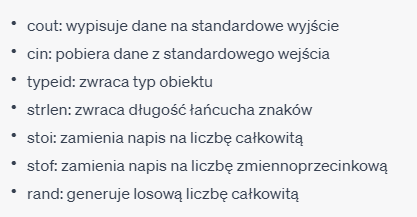 • cout: wypisuje dane na standardowe wyjście
• cin: pobiera dane z standardowego wejścia
• typeid: zwraca typ obiektu
• strlen: zwraca długość łańcucha znaków
• stoi: zamienia napis na liczbę całkowitą
• stof: zamienia napis na liczbę zmiennoprzecinkową
• rand: generuje losową liczbę całkowitą